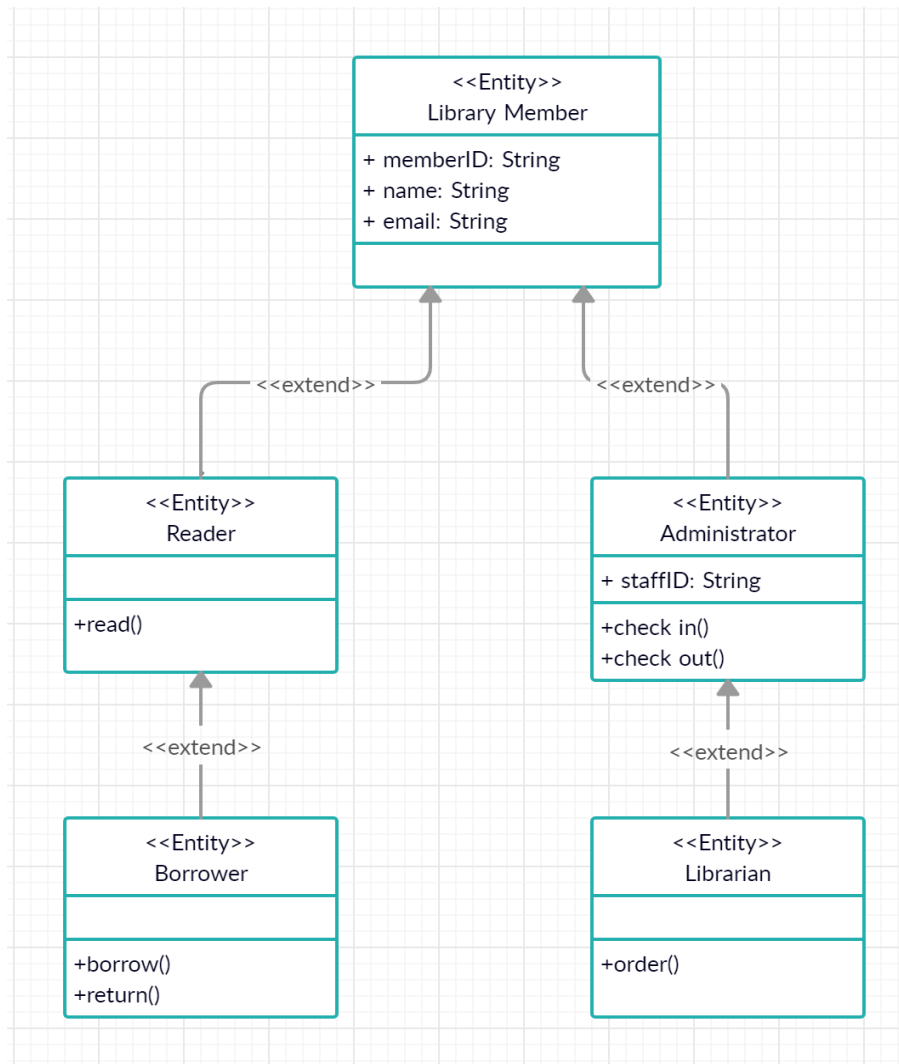 <<Entity>>
Library Member
+ memberID: String
+ name: String
+ email: String
<<extend>>
<<extend>>
<<Entity>>
Reader
+read()
<<Entity>>
Administrator
+ staffID: String
+check in()
+check out()
<<extend>>
<<extend>>
<<Entity>>
Borrower
+borrow()
+return()
<<Entity>>
Librarian
+order()